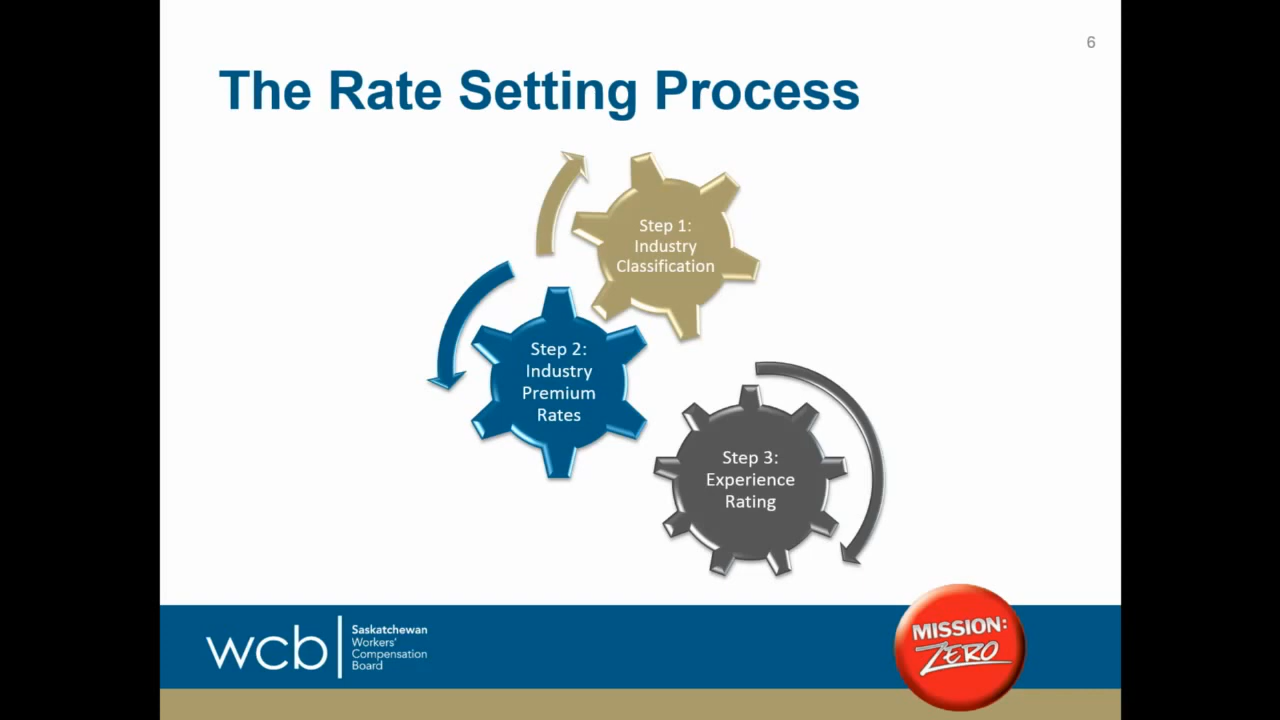 6
The Rate Setting Process
Step 1:
Industry
Classification
Step 2:
Industry
Premium
Rates
Step 3:
Experience
Rating
wcb
Saskatchewan
Workers'
Compensation
Board
MISSION:
ZERO